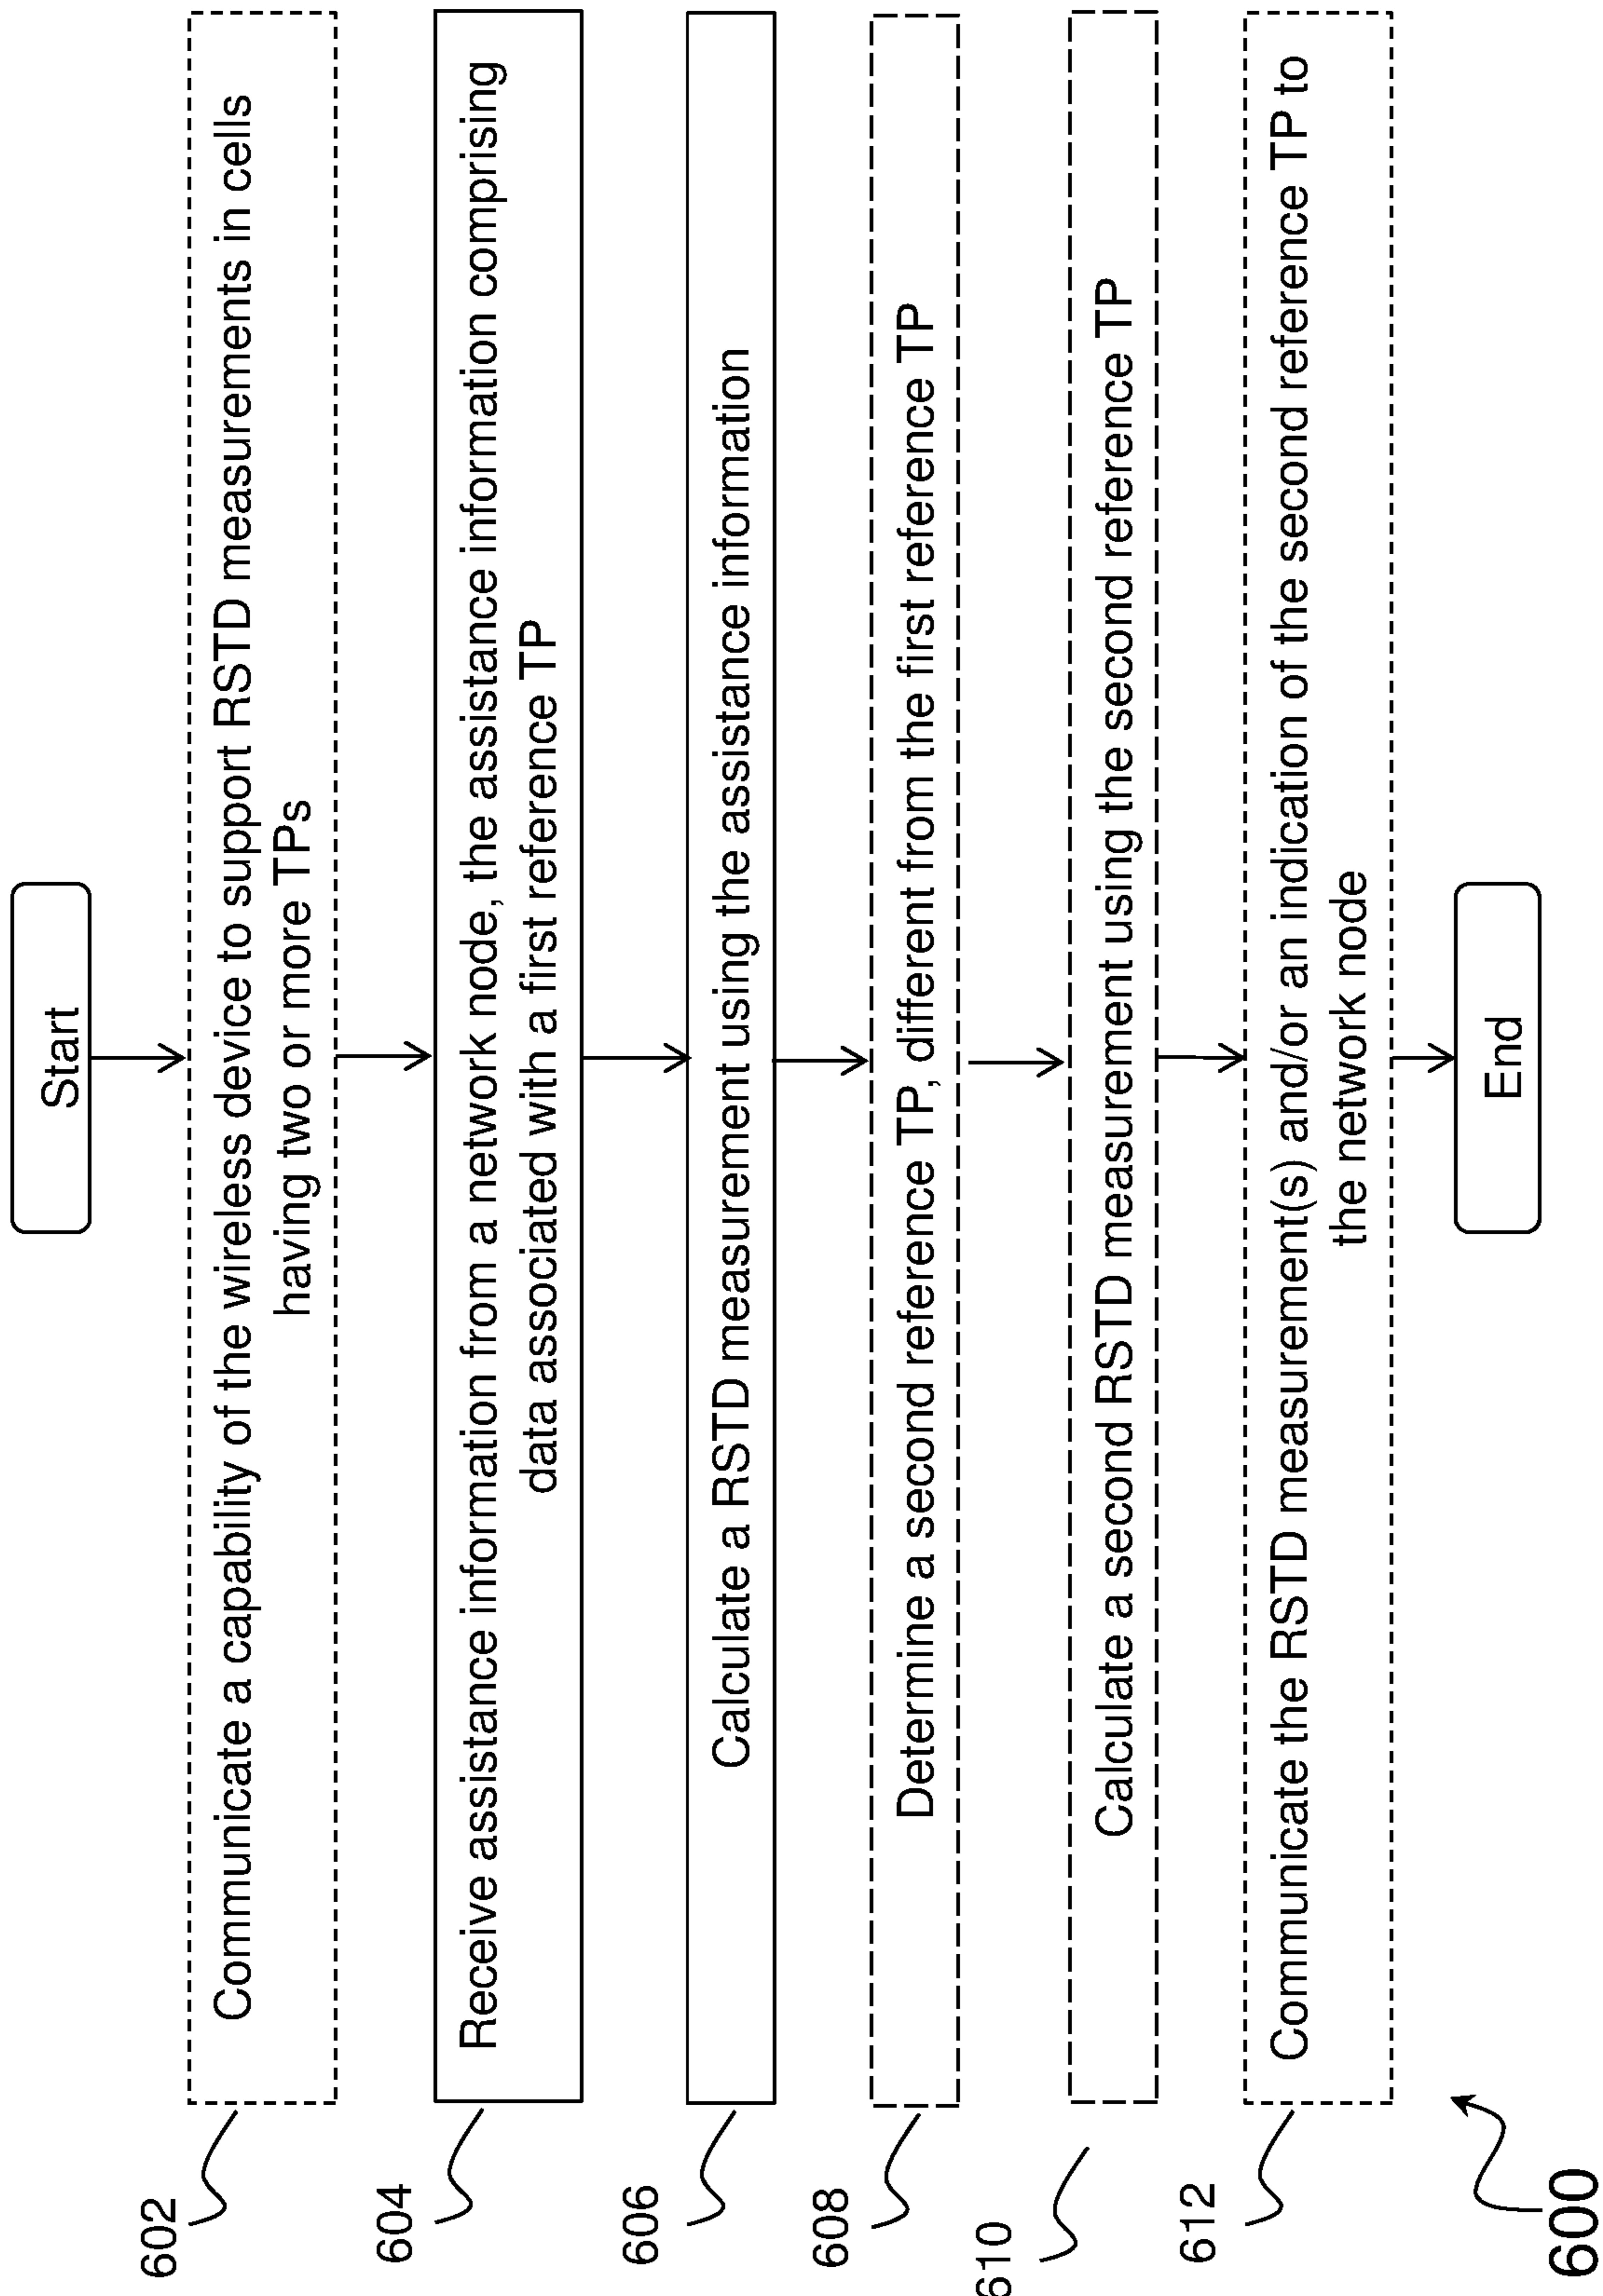 Start
602
Communicate a capability of the wireless device to support RSTD measurements in cells
having two or more TPs
604
Receive assistance information from a network node, the assistance information comprising
data associated with a first reference TP
606
Calculate a RSTD measurement using the assistance information
608
Determine a second reference TP, different from the first reference TP
610
Calculate a second RSTD measurement using the second reference TP
612
Communicate the RSTD measurement(s) and/or an indication of the second reference TP to
the network node
End
600